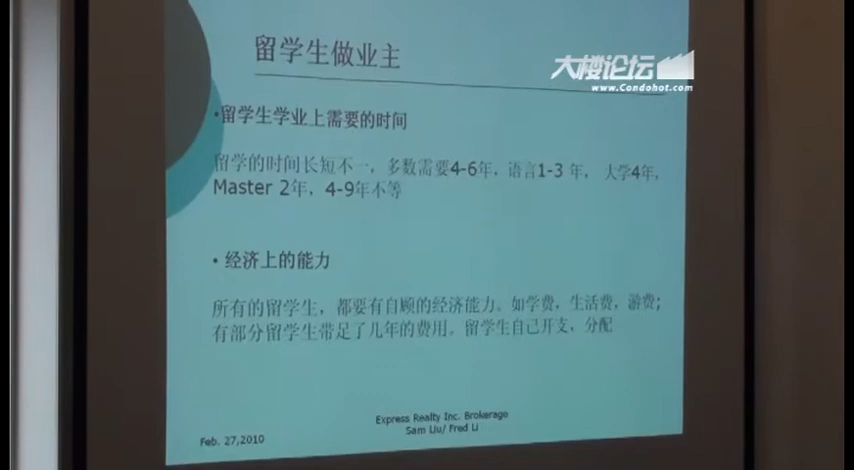 留学生做业主
大楼论坛
www.Condohot.com
•留学生学业上需要的时间
留学的时间长短不一，多数需要4-6年，语言1-3 年， 大学4年，
Master 2年，4-9年不等
• 经济上的能力
所有的留学生，都要有自顾的经济能力。如学费，生活费，游费；
有部分留学生带足了几年的费用。留学生自己开支，分配
Express Realty Inc. Brokerage
Sam Liu/ Fred Li
Feb. 27,2010